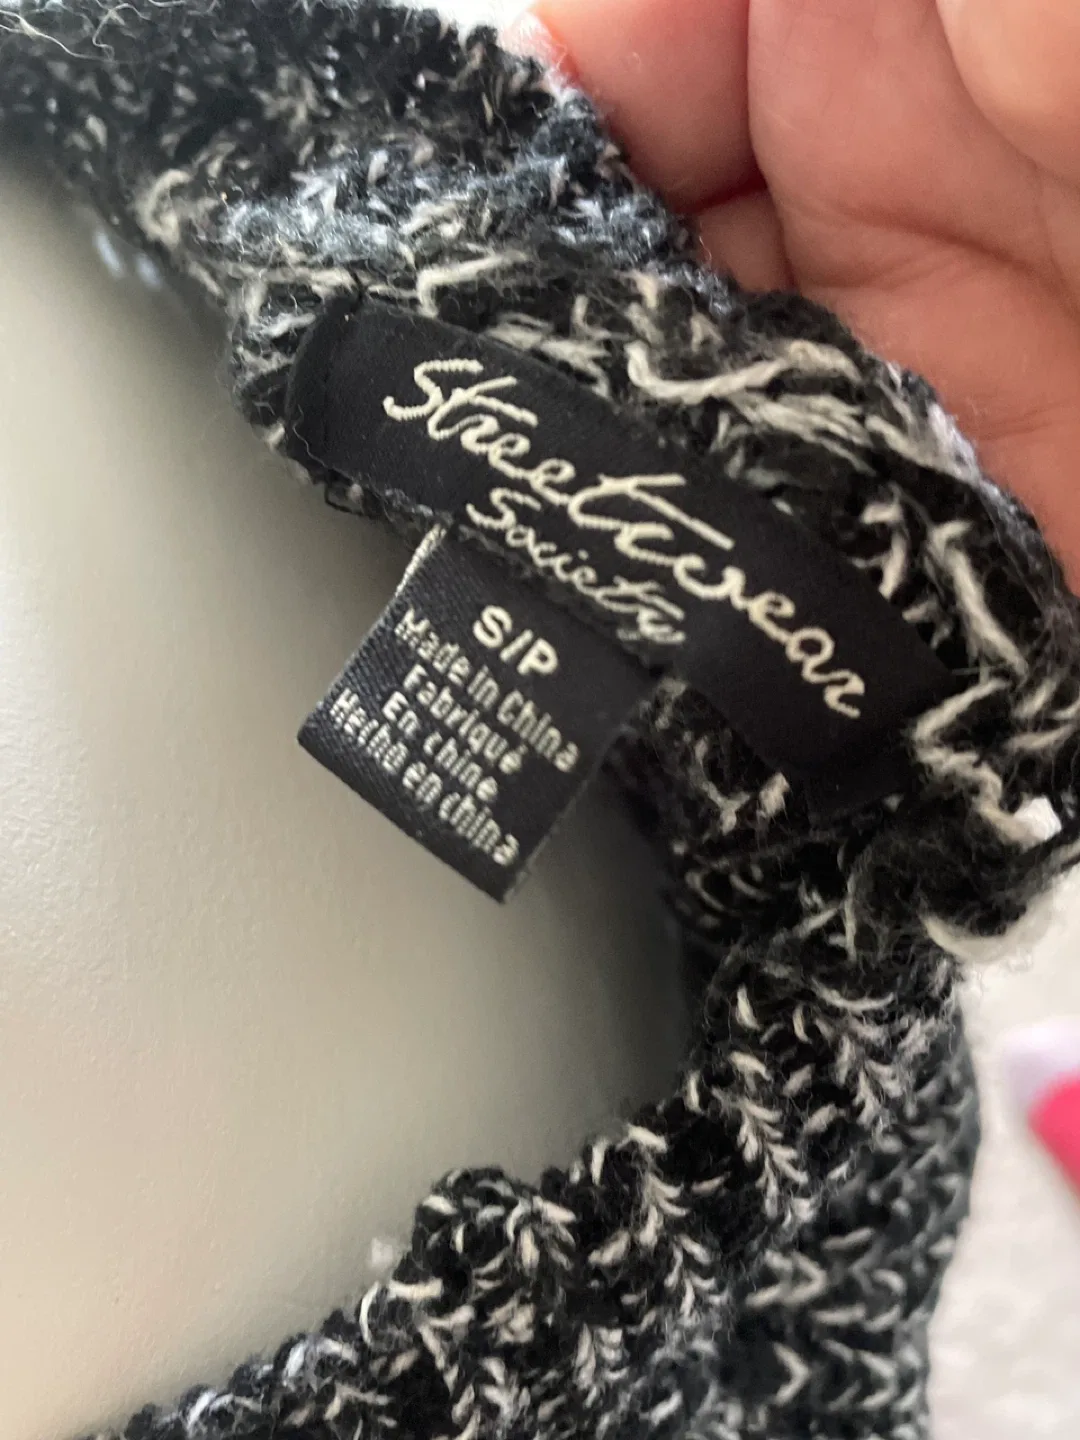 Streetwear
Society
S/P
Made in China
Fabriqué
En chine
Hecho en china